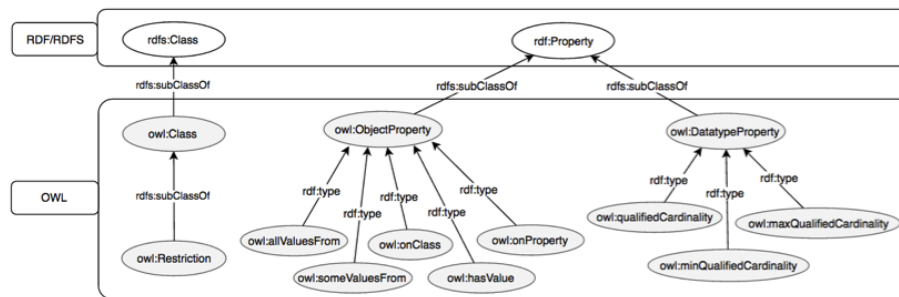 RDF/RDFS
rdfs:Class
rdf:Property
rdfs:subClassOf
rdfs:subClassOf
rdfs:subClassOf
OWL
owl:Class
owl:ObjectProperty
owl:DatatypeProperty
rdfs:subClassOf
rdf:type
rdf:type
rdf:type
rdf:type
rdf:type
rdf:type
rdf:type
rdf:type
owl:Restriction
owl:allValuesFrom
owl:someValuesFrom
owl:onClass
owl:hasValue
owl:onProperty
owl:qualifiedCardinality
owl:minQualifiedCardinality
owl:maxQualifiedCardinality